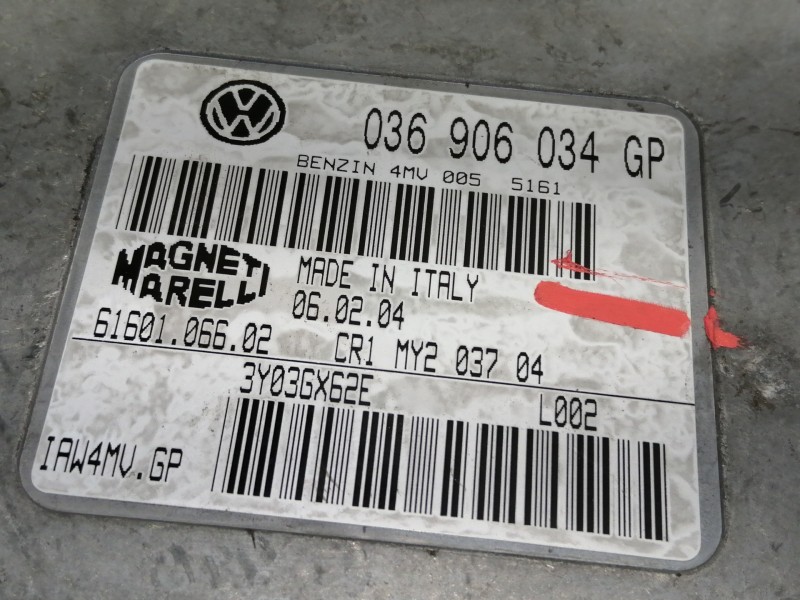 VW
036 906 034 GP
BENZIN 4MV 005 5161
MAGNETI
MARELLI
MADE IN ITALY
06.02.04
61601.066.02
CR1 MY2 037 04
3Y03GX62E
L002
IAW4MV.GP